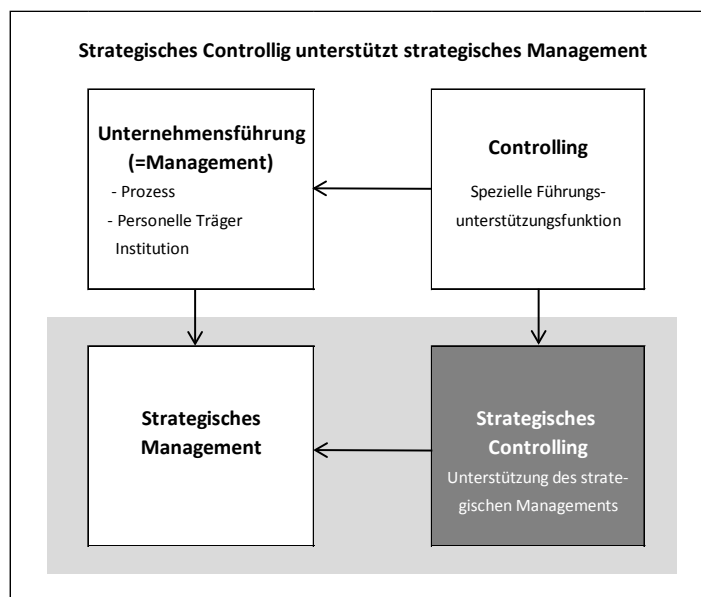 Strategisches Controllig unterstützt strategisches Management
Unternehmensführung
(=Management)
- Prozess
- Personelle Träger
Institution
Controlling
Spezielle Führungs-
unterstützungsfunktion
Strategisches
Management
Strategisches
Controlling
Unterstützung des strate-
gischen Managements